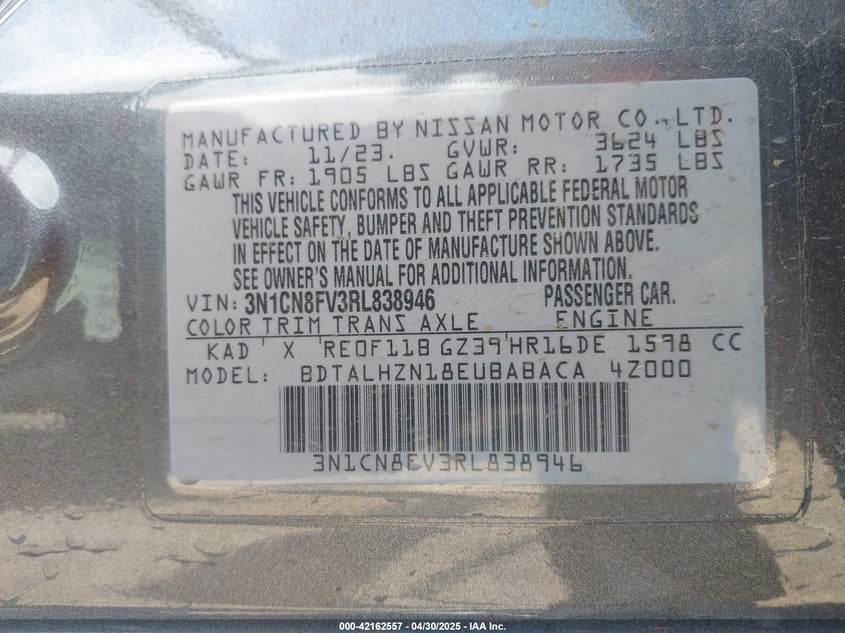 MANUFACTURED BY NISSAN MOTOR CO., LTD.
DATE: 11/23. GVWR: 3624 LBS
GAWR FR: 1905 LBS GAWR RR: 1735 LBS
THIS VEHICLE CONFORMS TO ALL APPLICABLE FEDERAL MOTOR
VEHICLE SAFETY, BUMPER AND THEFT PREVENTION STANDARDS
IN EFFECT ON THE DATE OF MANUFACTURE SHOWN ABOVE.
SEE OWNER'S MANUAL FOR ADDITIONAL INFORMATION.
VIN: 3N1CN8FV3RL838946 PASSENGER CAR.
COLOR TRIM TRANS AXLE ENGINE
KAD X RE0F11B GZ39 HR16DE 1598 CC
MODEL: BDTALHZN18EUBABACA 4Z000
3N1CN8EV3RL838946
000-42162557 - 04/30/2025 - IAA Inc.